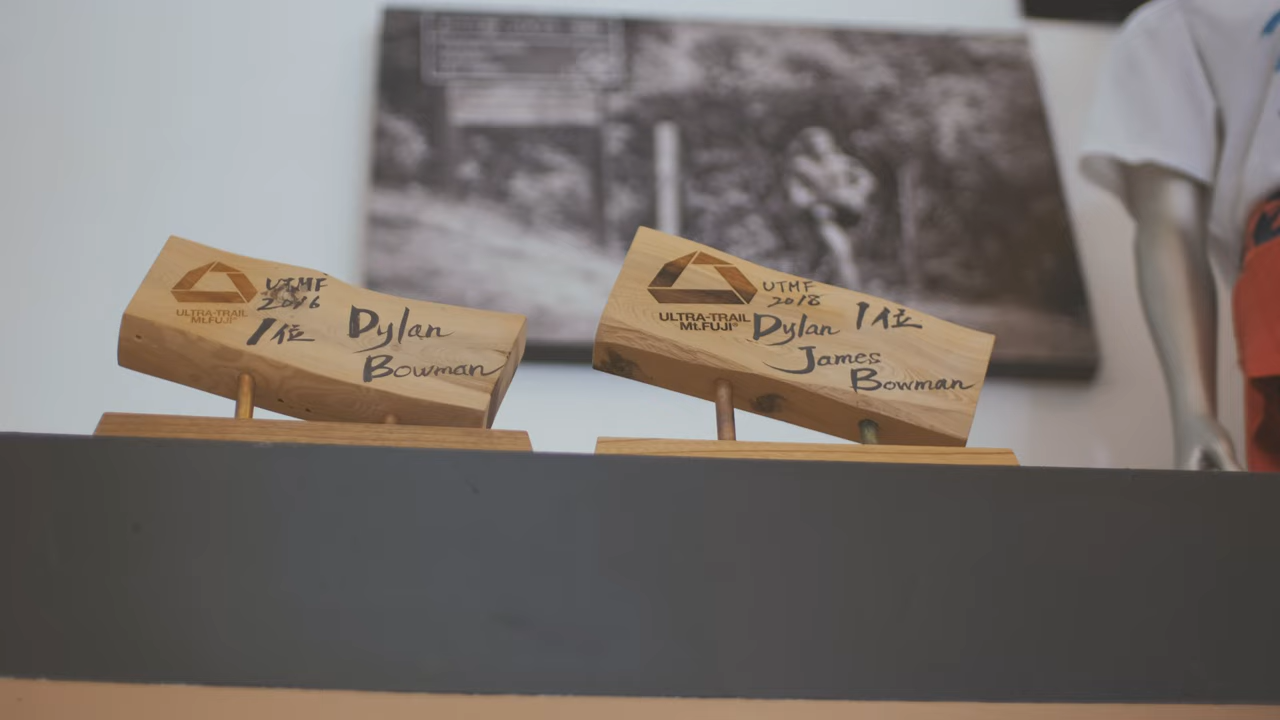 ULTRA-TRAIL
Mt.FUJI®
UTMF
2016
1位
Dylan
Bowman
ULTRA-TRAIL
Mt.FUJI®
UTMF
2018
1位
Dylan
James
Bowman